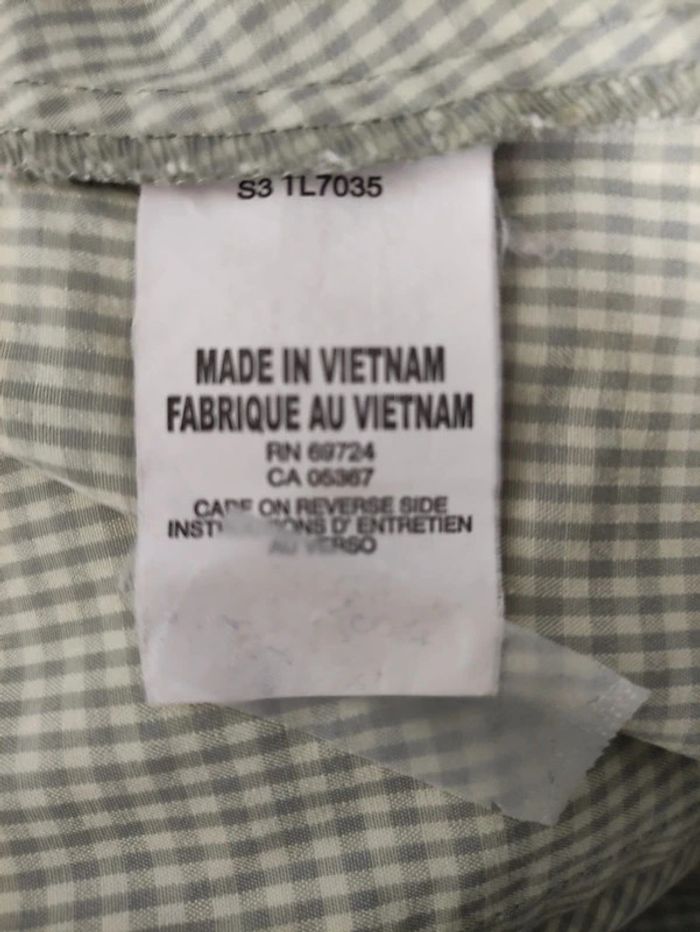 S3 1L7035
MADE IN VIETNAM
FABRIQUE AU VIETNAM
RN 69724
CA 05367
CARE ON REVERSE SIDE
D' ENTRETIEN
AU VERSO